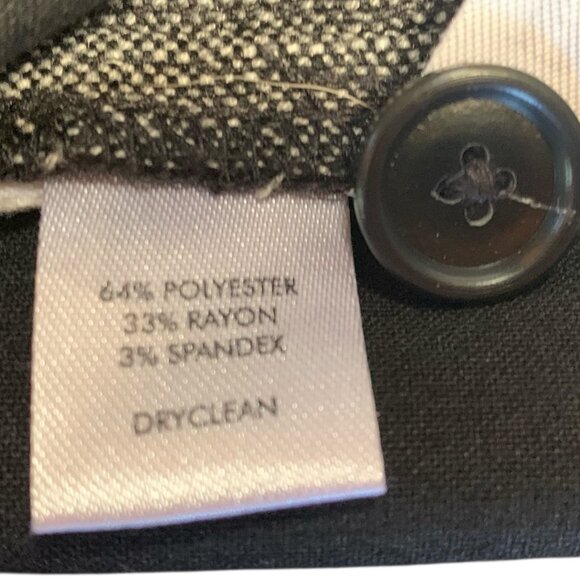 64% POLYESTER
33% RAYON
3% SPANDEX
DRYCLEAN